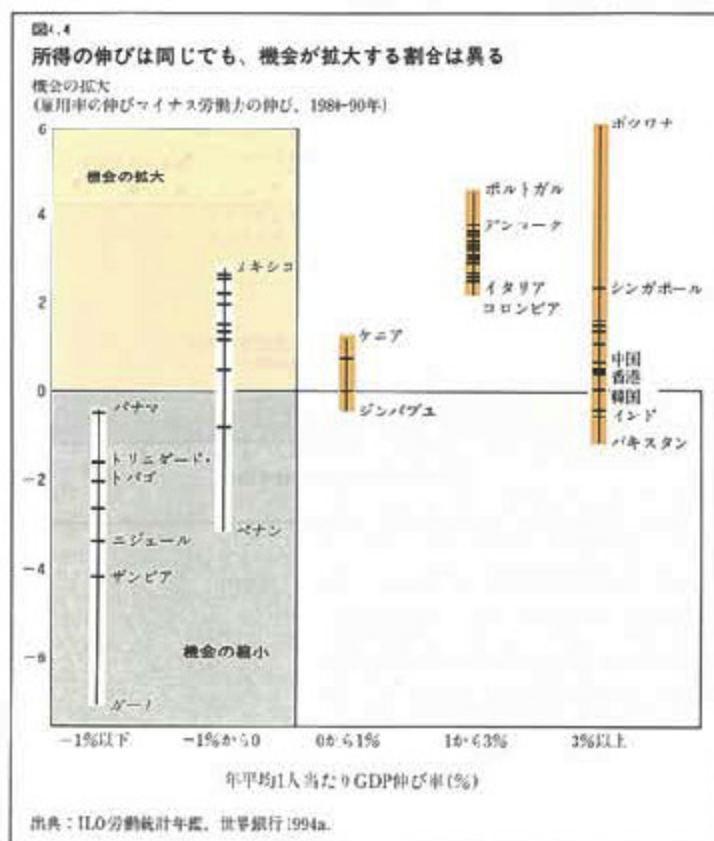 図4.4
所得の伸びは同じでも、機会が拡大する割合は異る
機会の拡大
(雇用率の伸びマイナス労働力の伸び、1980-90年)
6
4
2
0
-2
-4
-6
機会の拡大
機会の縮小
パナマ
トリニダード・
トバゴ
ニジェール
ザンビア
メキシコ
ベナン
ケニア
ジンバブエ
ポルトガル
デンマーク
イタリア
コロンビア
ボツワナ
シンガポール
中国
香港
韓国
インド
パキスタン
-1%以下
-1%から0
0から1%
1から3%
3%以上
年平均1人当たりGDP伸び率(%)
出典:ILO労働統計年鑑、世界銀行1994a.